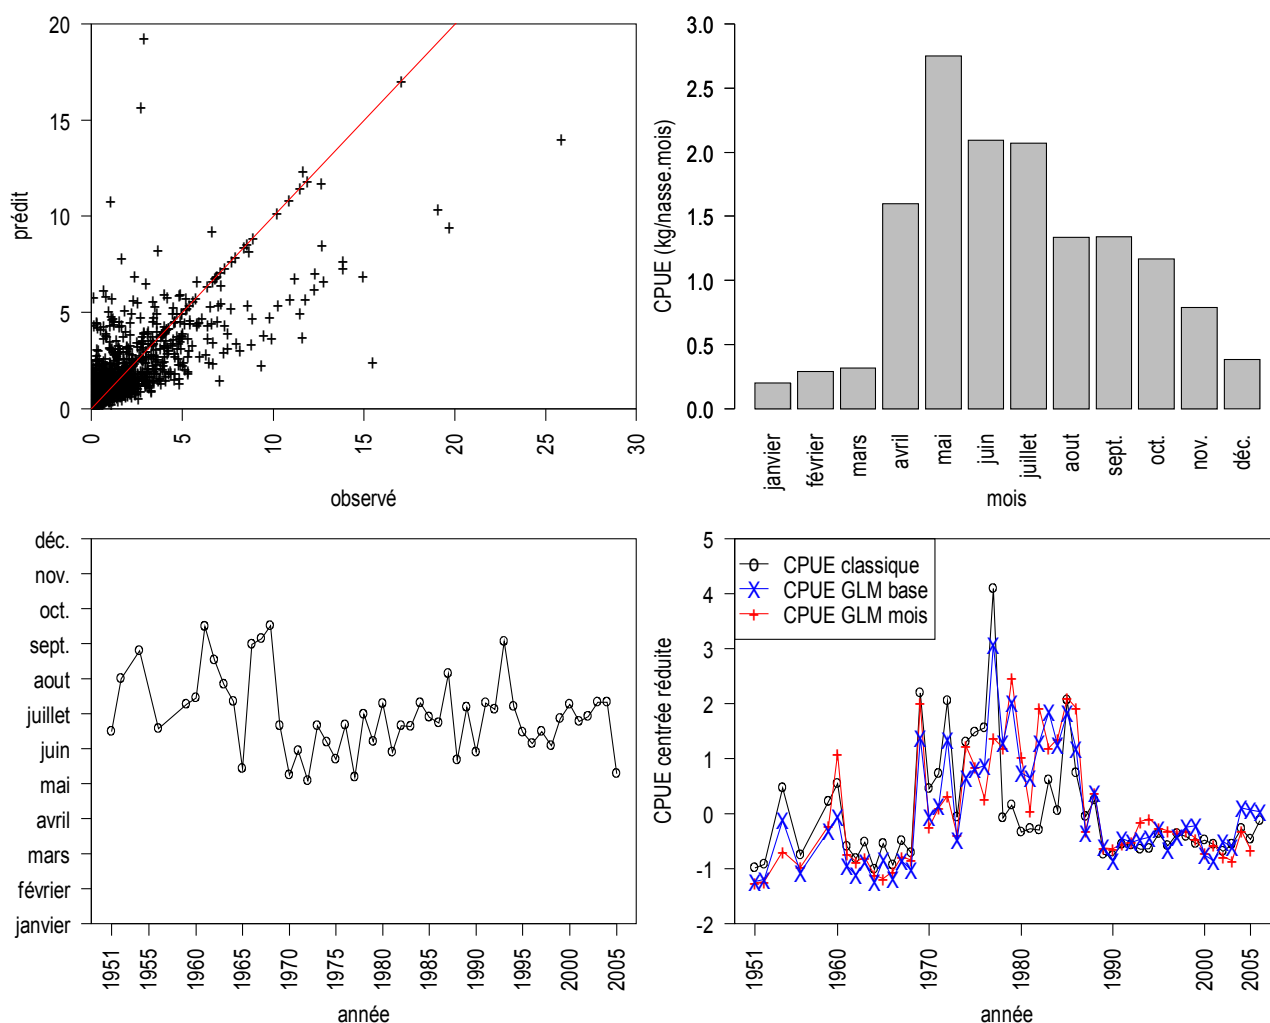 20
15
10
5
0
prédit
0 5 10 15 20 25 30
observé
3.0
2.5
2.0
1.5
1.0
0.5
0.0
CPUE (kg/nasse.mois)
janvier février mars avril mai juin juillet aout sept. oct. nov. déc.
mois
déc.
nov.
oct.
sept.
aout
juillet
juin
mai
avril
mars
février
janvier
1951 1955 1960 1965 1970 1975 1980 1985 1990 1995 2000 2005
année
5
4
3
2
1
0
-1
-2
CPUE centrée réduite
CPUE classique
CPUE GLM base
CPUE GLM mois
1951 1960 1970 1980 1990 2000 2005
année